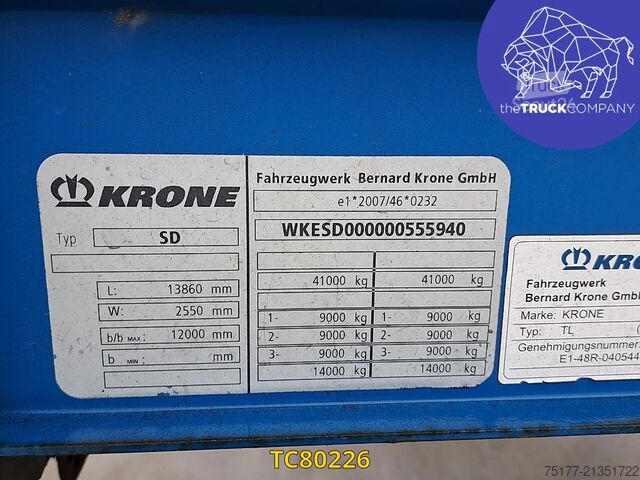 theTRUCKCOMPANY
KRONE
Typ SD
L: 13860 mm
W: 2550 mm
b/b MAX: 12000 mm
b MIN: mm
Fahrzeugwerk Bernard Krone GmbH
e1*2007/46*0232
WKESD000000555940
41000 kg 41000 kg
1- 9000 kg 1- 9000 kg
2- 9000 kg 2- 9000 kg
3- 9000 kg 3- 9000 kg
14000 kg 14000 kg
KRO
Fahrzeugwerk
Bernard Krone GmbH
Marke: KRONE
Typ: TL (
Genehmigungsnummer:
E1-48R-040544
TC80226
75177-21351722